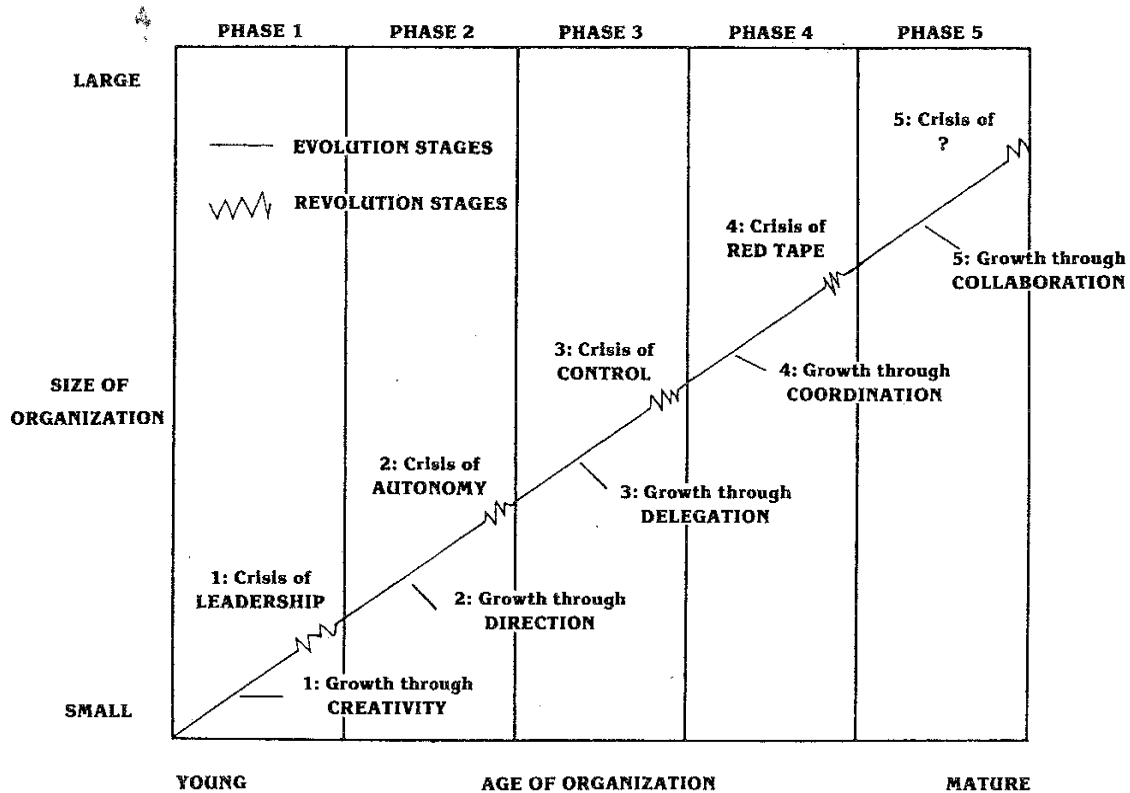 PHASE 1 PHASE 2 PHASE 3 PHASE 4 PHASE 5
LARGE
5: Crisis of
?
EVOLUTION STAGES
REVOLUTION STAGES
4: Crisis of
RED TAPE
5: Growth through
COLLABORATION
3: Crisis of
CONTROL
4: Growth through
COORDINATION
SIZE OF
ORGANIZATION
2: Crisis of
AUTONOMY
3: Growth through
DELEGATION
1: Crisis of
LEADERSHIP
2: Growth through
DIRECTION
1: Growth through
CREATIVITY
SMALL
YOUNG AGE OF ORGANIZATION MATURE